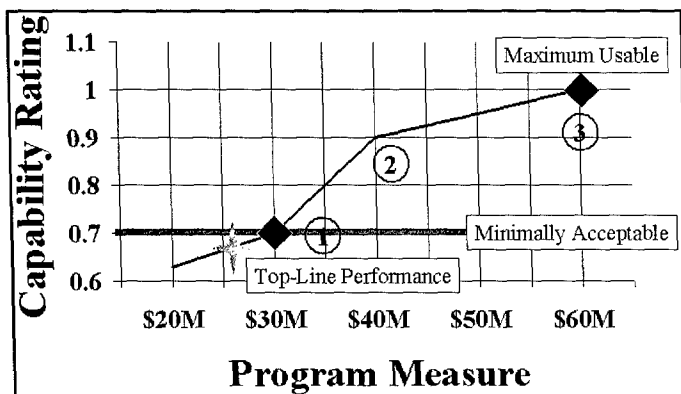 Capability Rating
1.1
1
0.9
0.8
0.7
0.6
Maximum Usable
3
2
1
Minimally Acceptable
Top-Line Performance
$20M $30M $40M $50M $60M
Program Measure